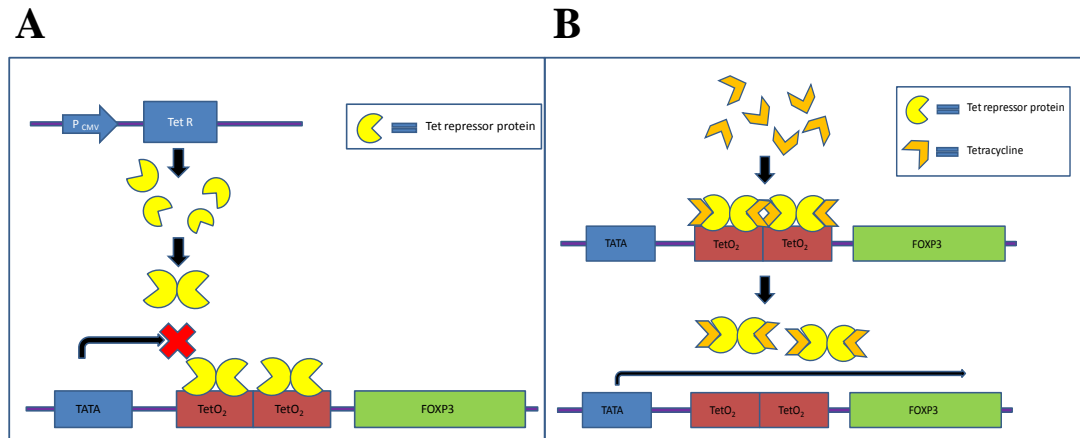 A
P CMV
Tet R
Tet repressor protein
TATA
TetO₂
TetO₂
FOXP3
B
Tet repressor protein
Tetracycline
TATA
TetO₂
TetO₂
FOXP3
TATA
TetO₂
TetO₂
FOXP3